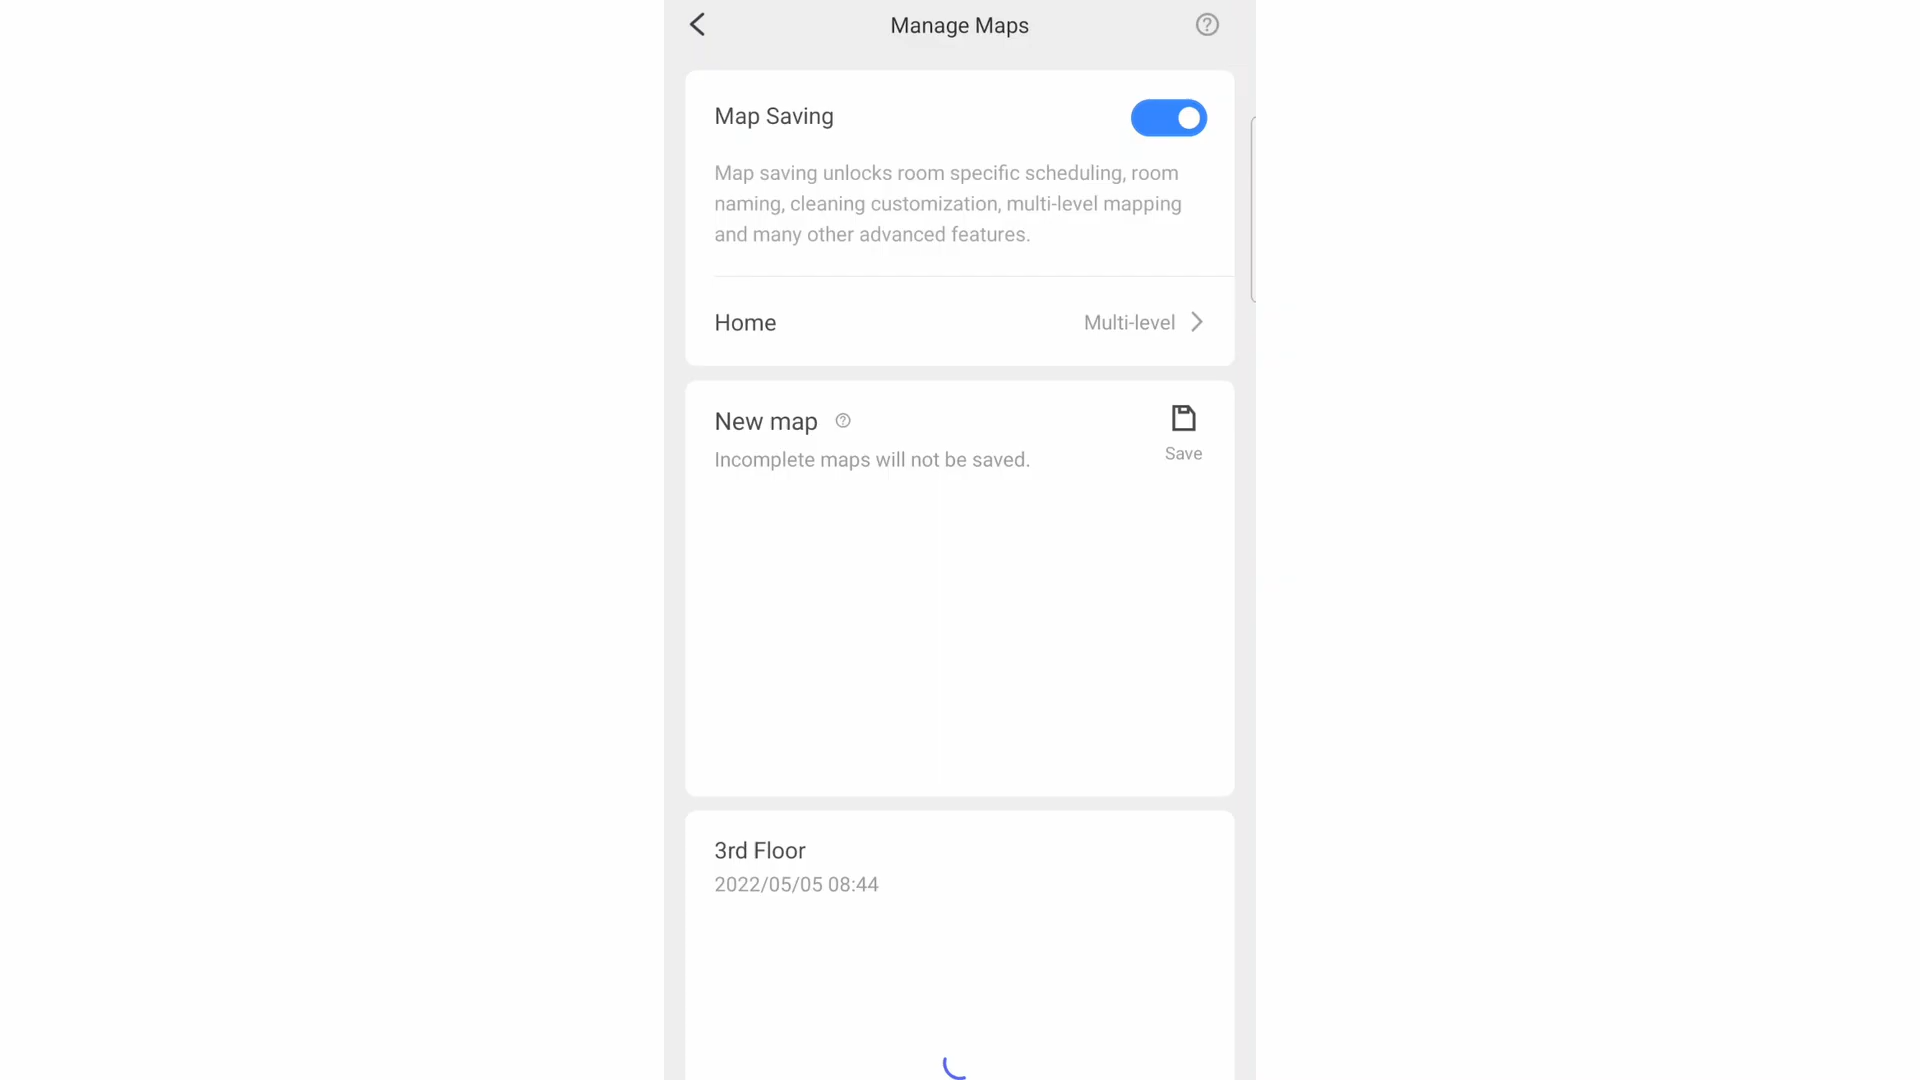 Manage Maps
Map Saving
Map saving unlocks room specific scheduling, room
naming, cleaning customization, multi-level mapping
and many other advanced features.
Home Multi-level
New map
Save
Incomplete maps will not be saved.
3rd Floor
2022/05/05 08:44